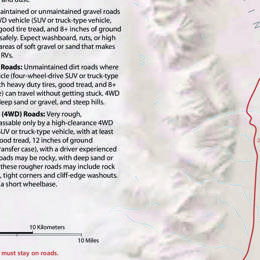 aintained or unmaintained gravel roads
WD vehicle (SUV or truck-type vehicle,
good tire tread, and 8+ inches of ground
safely. Expect washboard, ruts, or high
areas of soft gravel or sand that makes
RVs.
Roads: Unmaintained dirt roads where
icle (four-wheel-drive SUV or truck-type
th heavy duty tires, good tread, and 8+
e) can travel without getting stuck. 4WD
deep sand or gravel, and steep hills.
(4WD) Roads: Very rough,
assable only by a high-clearance 4WD
SUV or truck-type vehicle, with at least
ood tread, 12 inches of ground
ransfer case), with a driver experienced
oads may be rocky, with deep sand or
these rougher roads may include rock
, tight corners and cliff-edge washouts.
a short wheelbase.
10 Kilometers
10 Miles
must stay on roads.